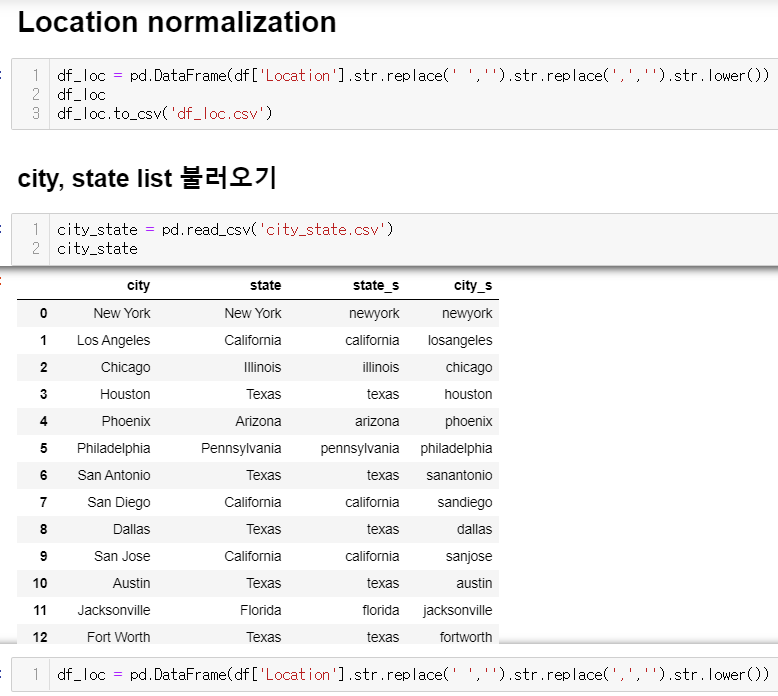 Location normalization
1 df_loc = pd.DataFrame(df['Location'].str.replace(' ','').str.replace(',','').str.lower())
2 df_loc
3 df_loc.to_csv('df_loc.csv')
city, state list 불러오기
1 city_state = pd.read_csv('city_state.csv')
2 city_state
city state state_s city_s
0 New York New York newyork newyork
1 Los Angeles California california losangeles
2 Chicago Illinois illinois chicago
3 Houston Texas texas houston
4 Phoenix Arizona arizona phoenix
5 Philadelphia Pennsylvania pennsylvania philadelphia
6 San Antonio Texas texas sanantonio
7 San Diego California california sandiego
8 Dallas Texas texas dallas
9 San Jose California california sanjose
10 Austin Texas texas austin
11 Jacksonville Florida florida jacksonville
12 Fort Worth Texas texas fortworth
1 df_loc = pd.DataFrame(df['Location'].str.replace(' ','').str.replace(',','').str.lower())